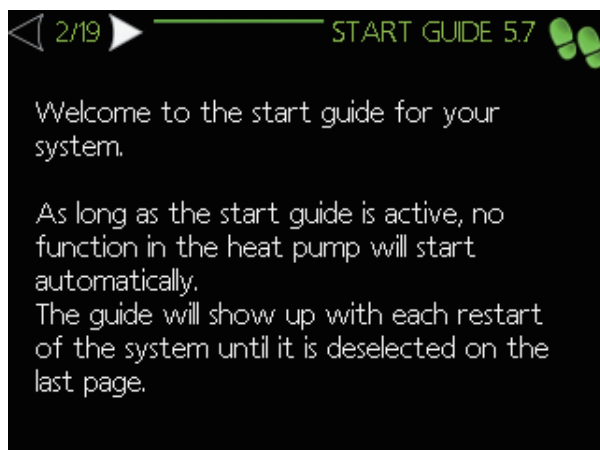 2/19
START GUIDE 5.7
Welcome to the start guide for your
system.
As long as the start guide is active, no
function in the heat pump will start
automatically.
The guide will show up with each restart
of the system until it is deselected on the
last page.